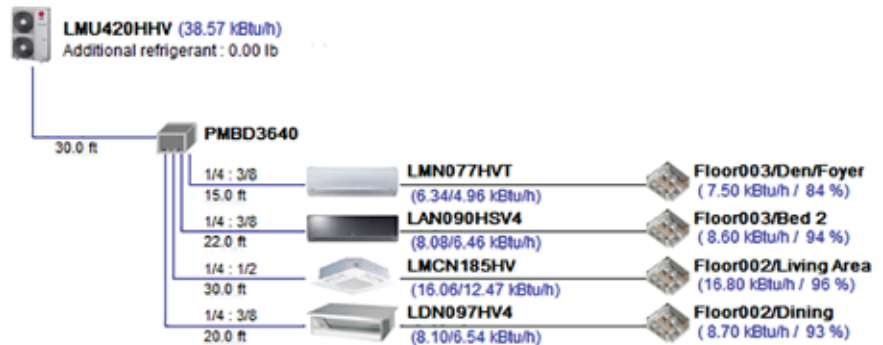 LMU420HHV (38.57 kBtu/h)
Additional refrigerant : 0.00 lb
30.0 ft
PMBD3640
1/4 : 3/8
15.0 ft
LMN077HVT
(6.34/4.96 kBtu/h)
Floor003/Den/Foyer
( 7.50 kBtu/h / 84 %)
1/4 : 3/8
22.0 ft
LAN090HSV4
(8.08/6.46 kBtu/h)
Floor003/Bed 2
( 8.60 kBtu/h / 94 %)
1/4 : 1/2
30.0 ft
LMCN185HV
(16.06/12.47 kBtu/h)
Floor002/Living Area
(16.80 kBtu/h / 96 %)
1/4 : 3/8
20.0 ft
LDN097HV4
(8.10/6.54 kBtu/h)
Floor002/Dining
( 8.70 kBtu/h / 93 %)